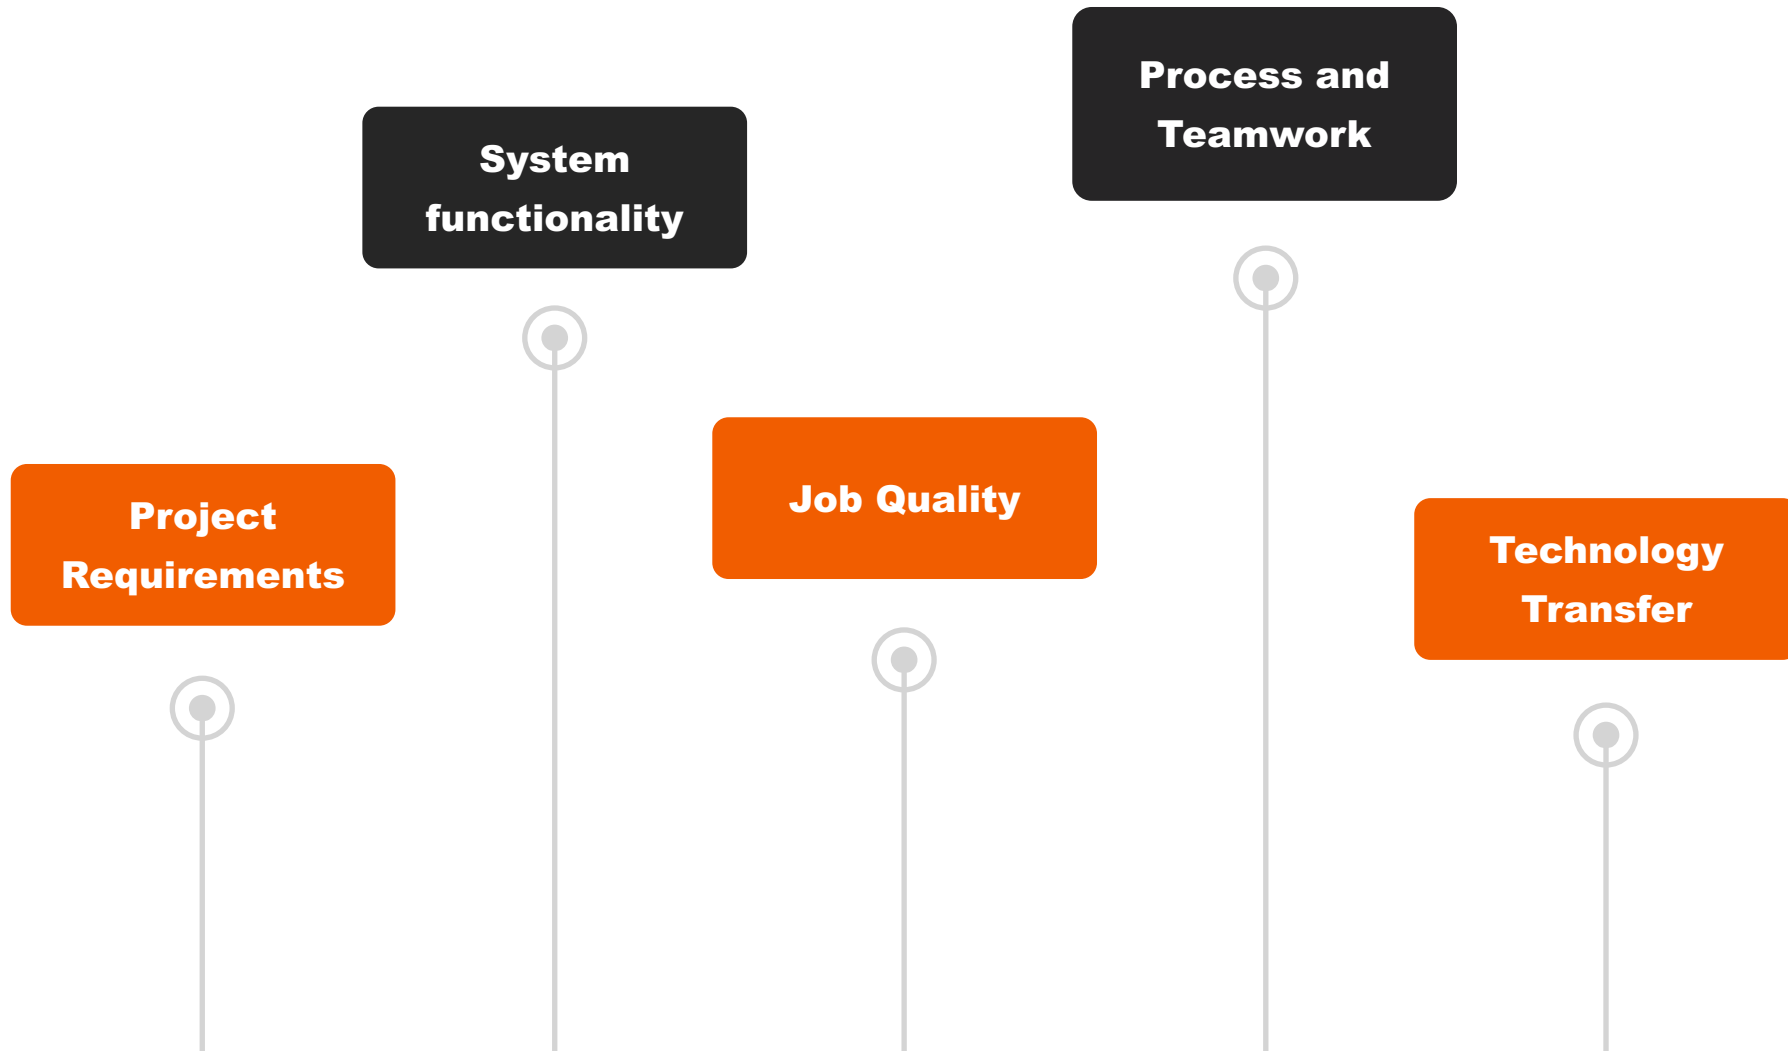 Process and
Teamwork
System
functionality
Job Quality
Project
Requirements
Technology
Transfer